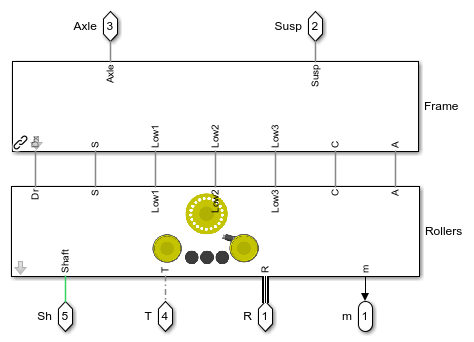 Axle 3
Susp 2
Axle
Susp
Frame
Dr S Low1 Low2 Low3 C A
Dr S Low1 Low2 Low3 C A
Rollers
Shaft T R m
Sh 5
T 4
R 1
m 1